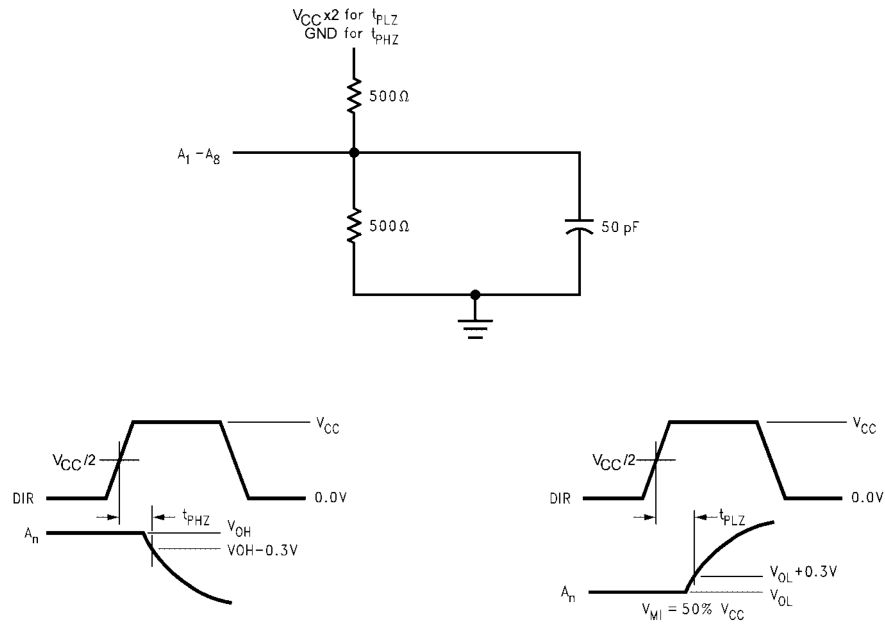 VCC x2 for tPLZ
GND for tPHZ
500Ω
A1 – A8
500Ω
50 pF
VCC
VCC/2
DIR
0.0V
tPHZ
An
VOH
VOH–0.3V
VCC
VCC/2
DIR
0.0V
tPLZ
VOL+0.3V
An
VOL
VMI = 50% VCC